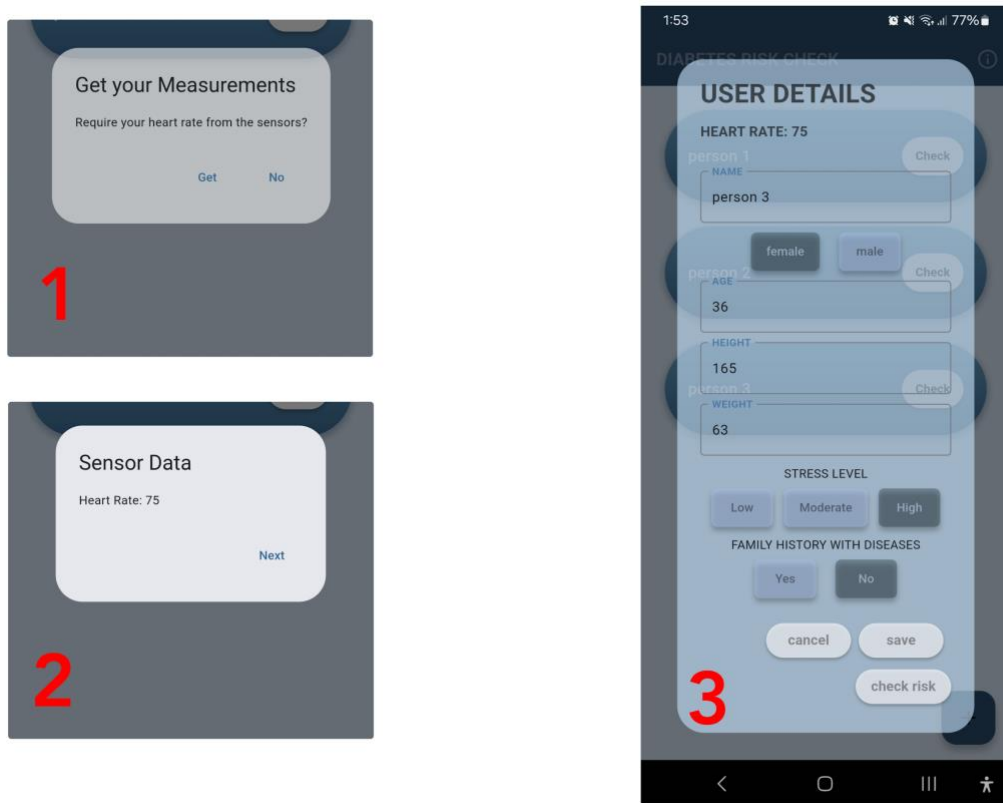 Get your Measurements
Require your heart rate from the sensors?
Get No
1
Sensor Data
Heart Rate: 75
Next
2
1:53 77%
DIABETES RISK CHECK
USER DETAILS
HEART RATE: 75
person 1 Check
NAME
person 3
female male
person 2 Check
AGE
36
HEIGHT
165
person 3 Check
WEIGHT
63
STRESS LEVEL
Low Moderate High
FAMILY HISTORY WITH DISEASES
Yes No
cancel save
check risk
3